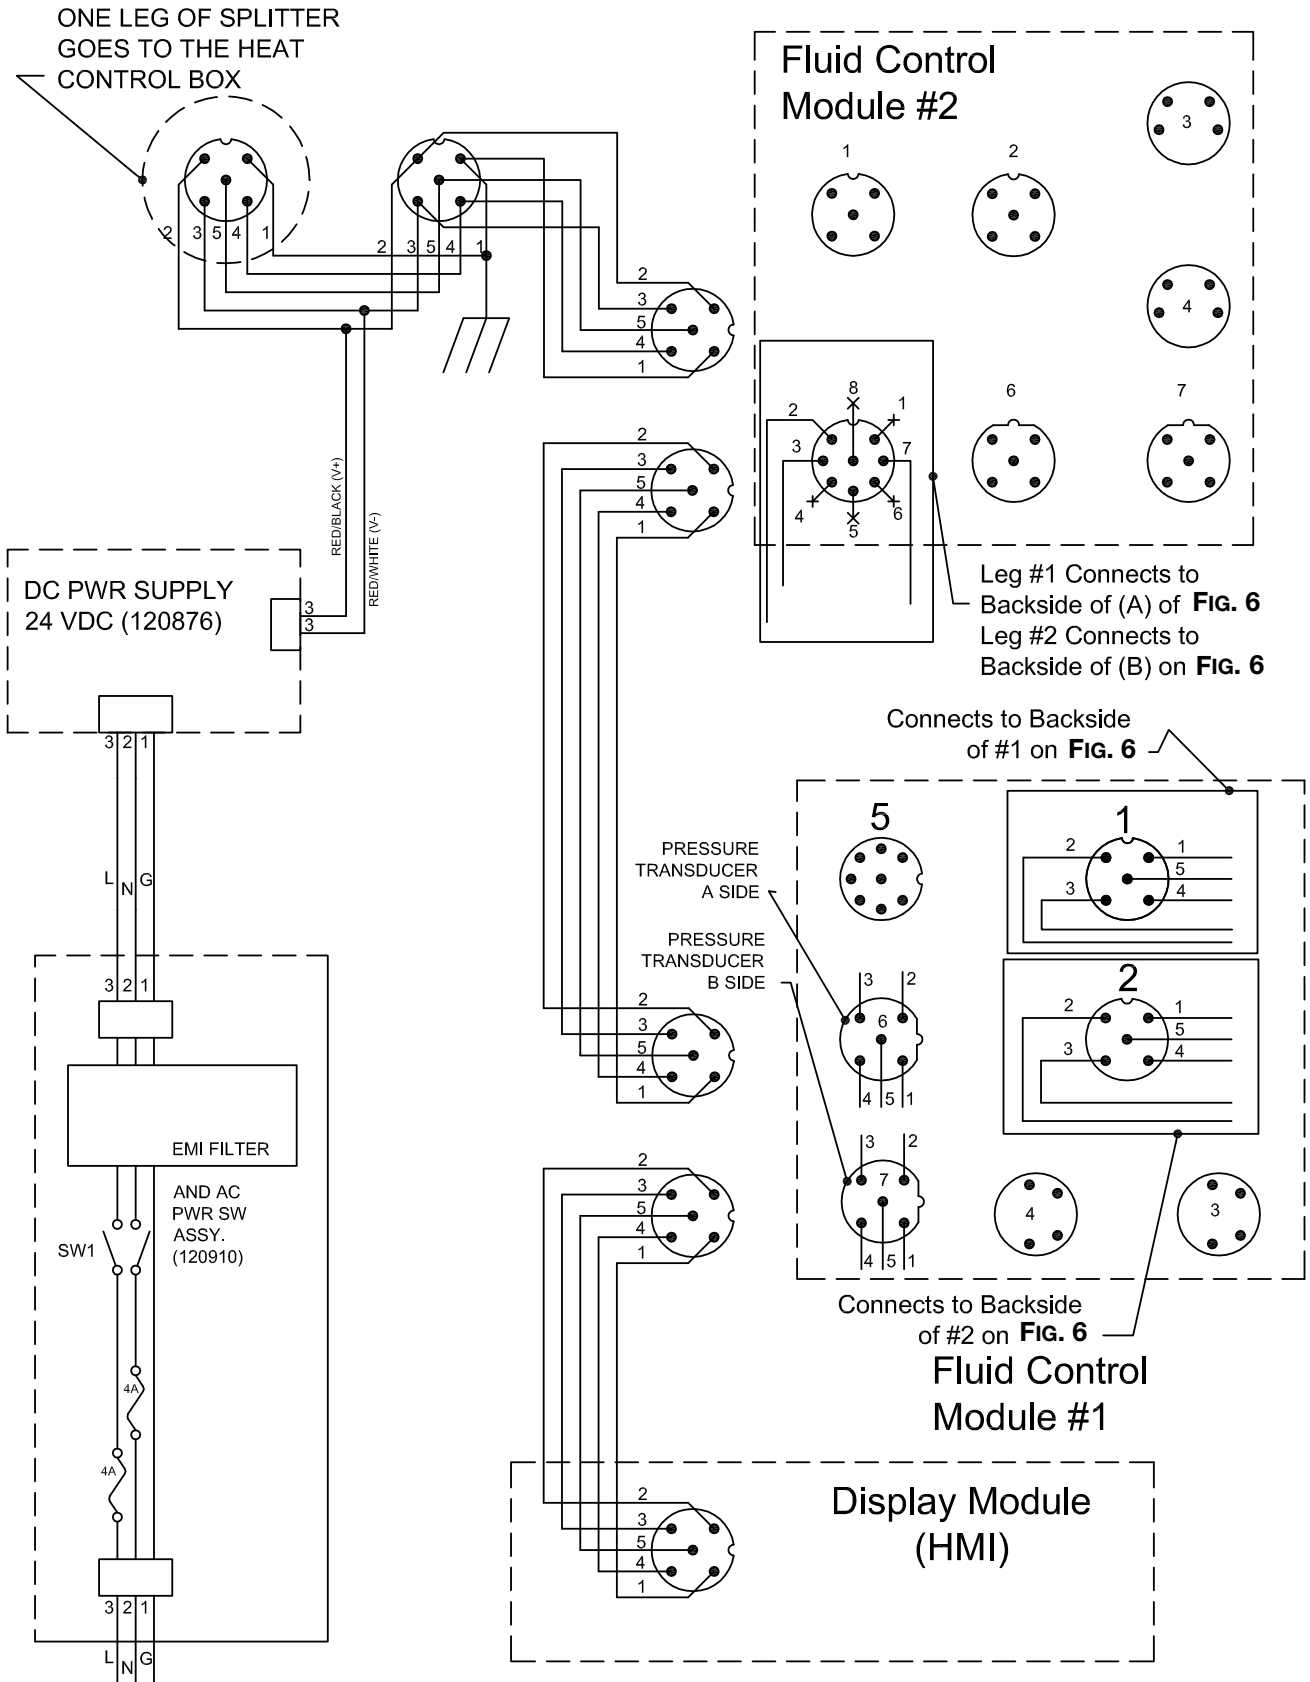 ONE LEG OF SPLITTER
GOES TO THE HEAT
CONTROL BOX
2 3 5 4 1
2 3 5 4 1
2
3
5
4
1
RED/BLACK (V+)
RED/WHITE (V-)
DC PWR SUPPLY
24 VDC (120876)
3
3
3 2 1
L N G
3 2 1
EMI FILTER
AND AC
PWR SW
ASSY.
(120910)
SW1
4A
4A
3 2 1
L N G
Fluid Control
Module #2
1
2
3
4
6
7
8
2 1
3 7
4 6
5
Leg #1 Connects to
Backside of (A) of FIG. 6
Leg #2 Connects to
Backside of (B) on FIG. 6
2
3
5
4
1
2
3
5
4
1
Connects to Backside
of #1 on FIG. 6
5
1
2 1
5
3 4
PRESSURE
TRANSDUCER
A SIDE
PRESSURE
TRANSDUCER
B SIDE
3 2
6
4 5 1
2
2 1
5
3 4
3 2
7
4 5 1
4
3
Connects to Backside
of #2 on FIG. 6
Fluid Control
Module #1
2
3
5
4
1
2
3
5
4
1
Display Module
(HMI)